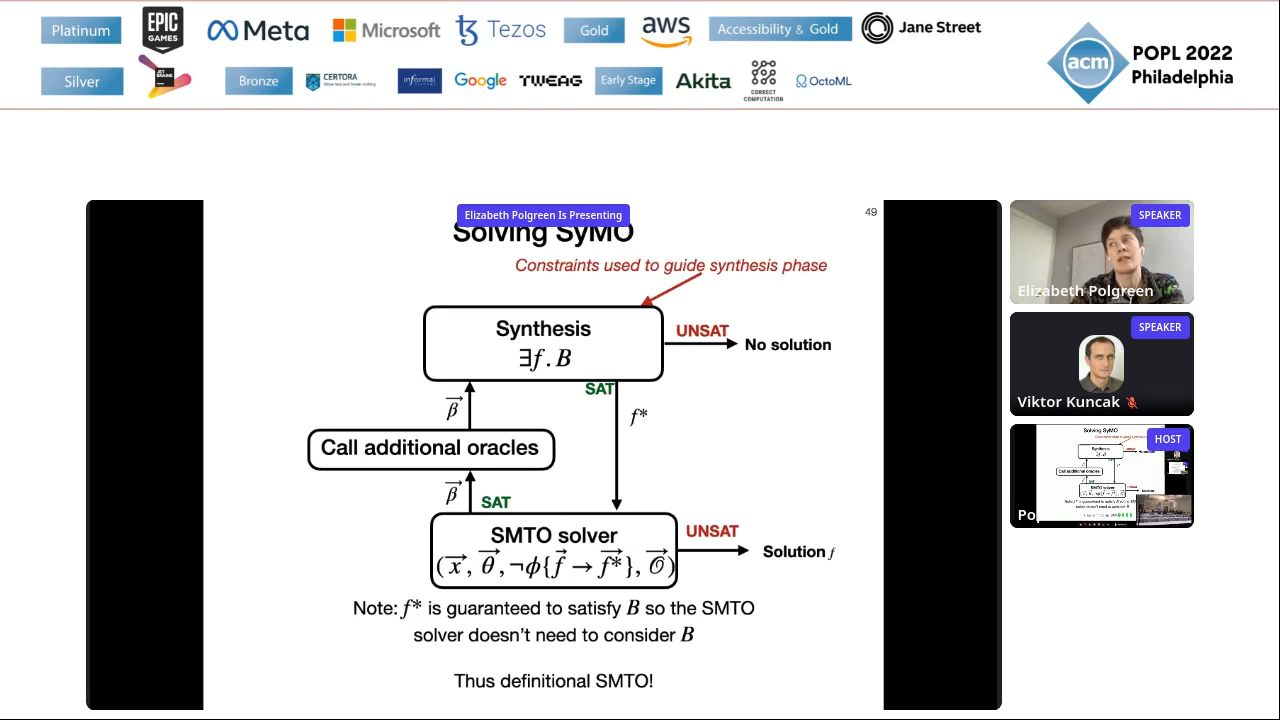 Platinum
EPIC
GAMES
Meta
Microsoft
Tezos
Gold
aws
Accessibility & Gold
Jane Street
Silver
JET
BRAINS
Bronze
CERTORA
informal
Google
TWEAG
Early Stage
Akita
CORRECT
COMPUTATION
OctoML
acm
POPL 2022
Philadelphia
Elizabeth Polgreen Is Presenting
49
Solving SyMO
Constraints used to guide synthesis phase
Synthesis
∃f.B
UNSAT
No solution
SAT
β⃗
f*
Call additional oracles
β⃗
SAT
SMTO solver
(x⃗, θ⃗, ¬ϕ{f⃗ → f⃗*}, 𝒪⃗)
UNSAT
Solution f
Note: f* is guaranteed to satisfy B so the SMTO
solver doesn't need to consider B
Thus definitional SMTO!
SPEAKER
Elizabeth Polgreen
SPEAKER
Viktor Kuncak
HOST
Po